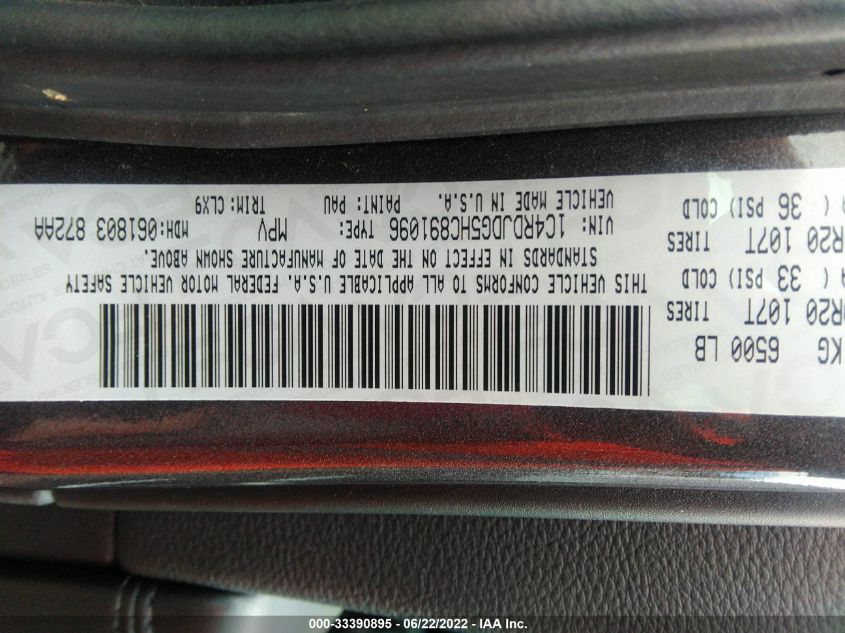 KG 6500 LB
0R20 107T TIRES
( 33 PSI) COLD
R20 107T TIRES
( 36 PSI) COLD
THIS VEHICLE CONFORMS TO ALL APPLICABLE U.S.A. FEDERAL MOTOR VEHICLE SAFETY
STANDARDS IN EFFECT ON THE DATE OF MANUFACTURE SHOWN ABOVE.
VIN: 1C4RDJDG5HC891096 TYPE: MPV MDH:061803 872AA
VEHICLE MADE IN U.S.A. PAINT: PAU TRIM: CLX9
000-33390895 - 06/22/2022 - IAA Inc.